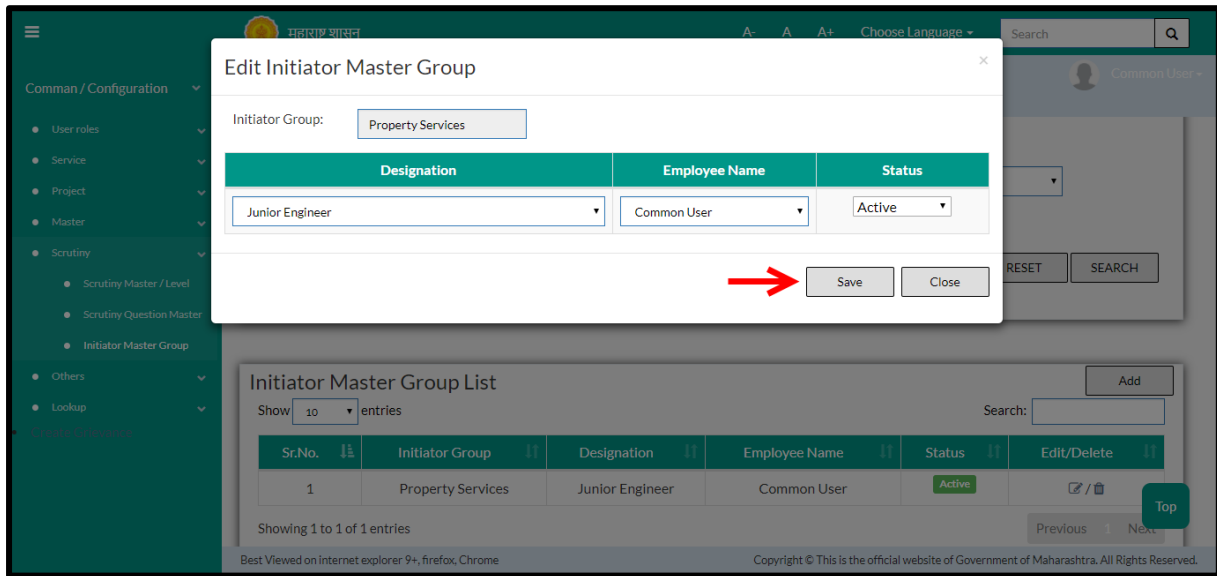 महाराष्ट्र शासन
A- A A+ Choose Language
Search
Common User
Comman / Configuration
User roles
Service
Project
Master
Scrutiny
Scrutiny Master / Level
Scrutiny Question Master
Initiator Master Group
Others
Lookup
Edit Initiator Master Group
×
Initiator Group: Property Services
Designation Employee Name Status
Junior Engineer Common User Active
Save Close
RESET SEARCH
Initiator Master Group List
Add
Show 10 entries Search:
Sr.No. Initiator Group Designation Employee Name Status Edit/Delete
1 Property Services Junior Engineer Common User Active /
Showing 1 to 1 of 1 entries
Previous 1 Next
Top
Best Viewed on internet explorer 9+, firefox, Chrome
Copyright © This is the official website of Government of Maharashtra. All Rights Reserved.